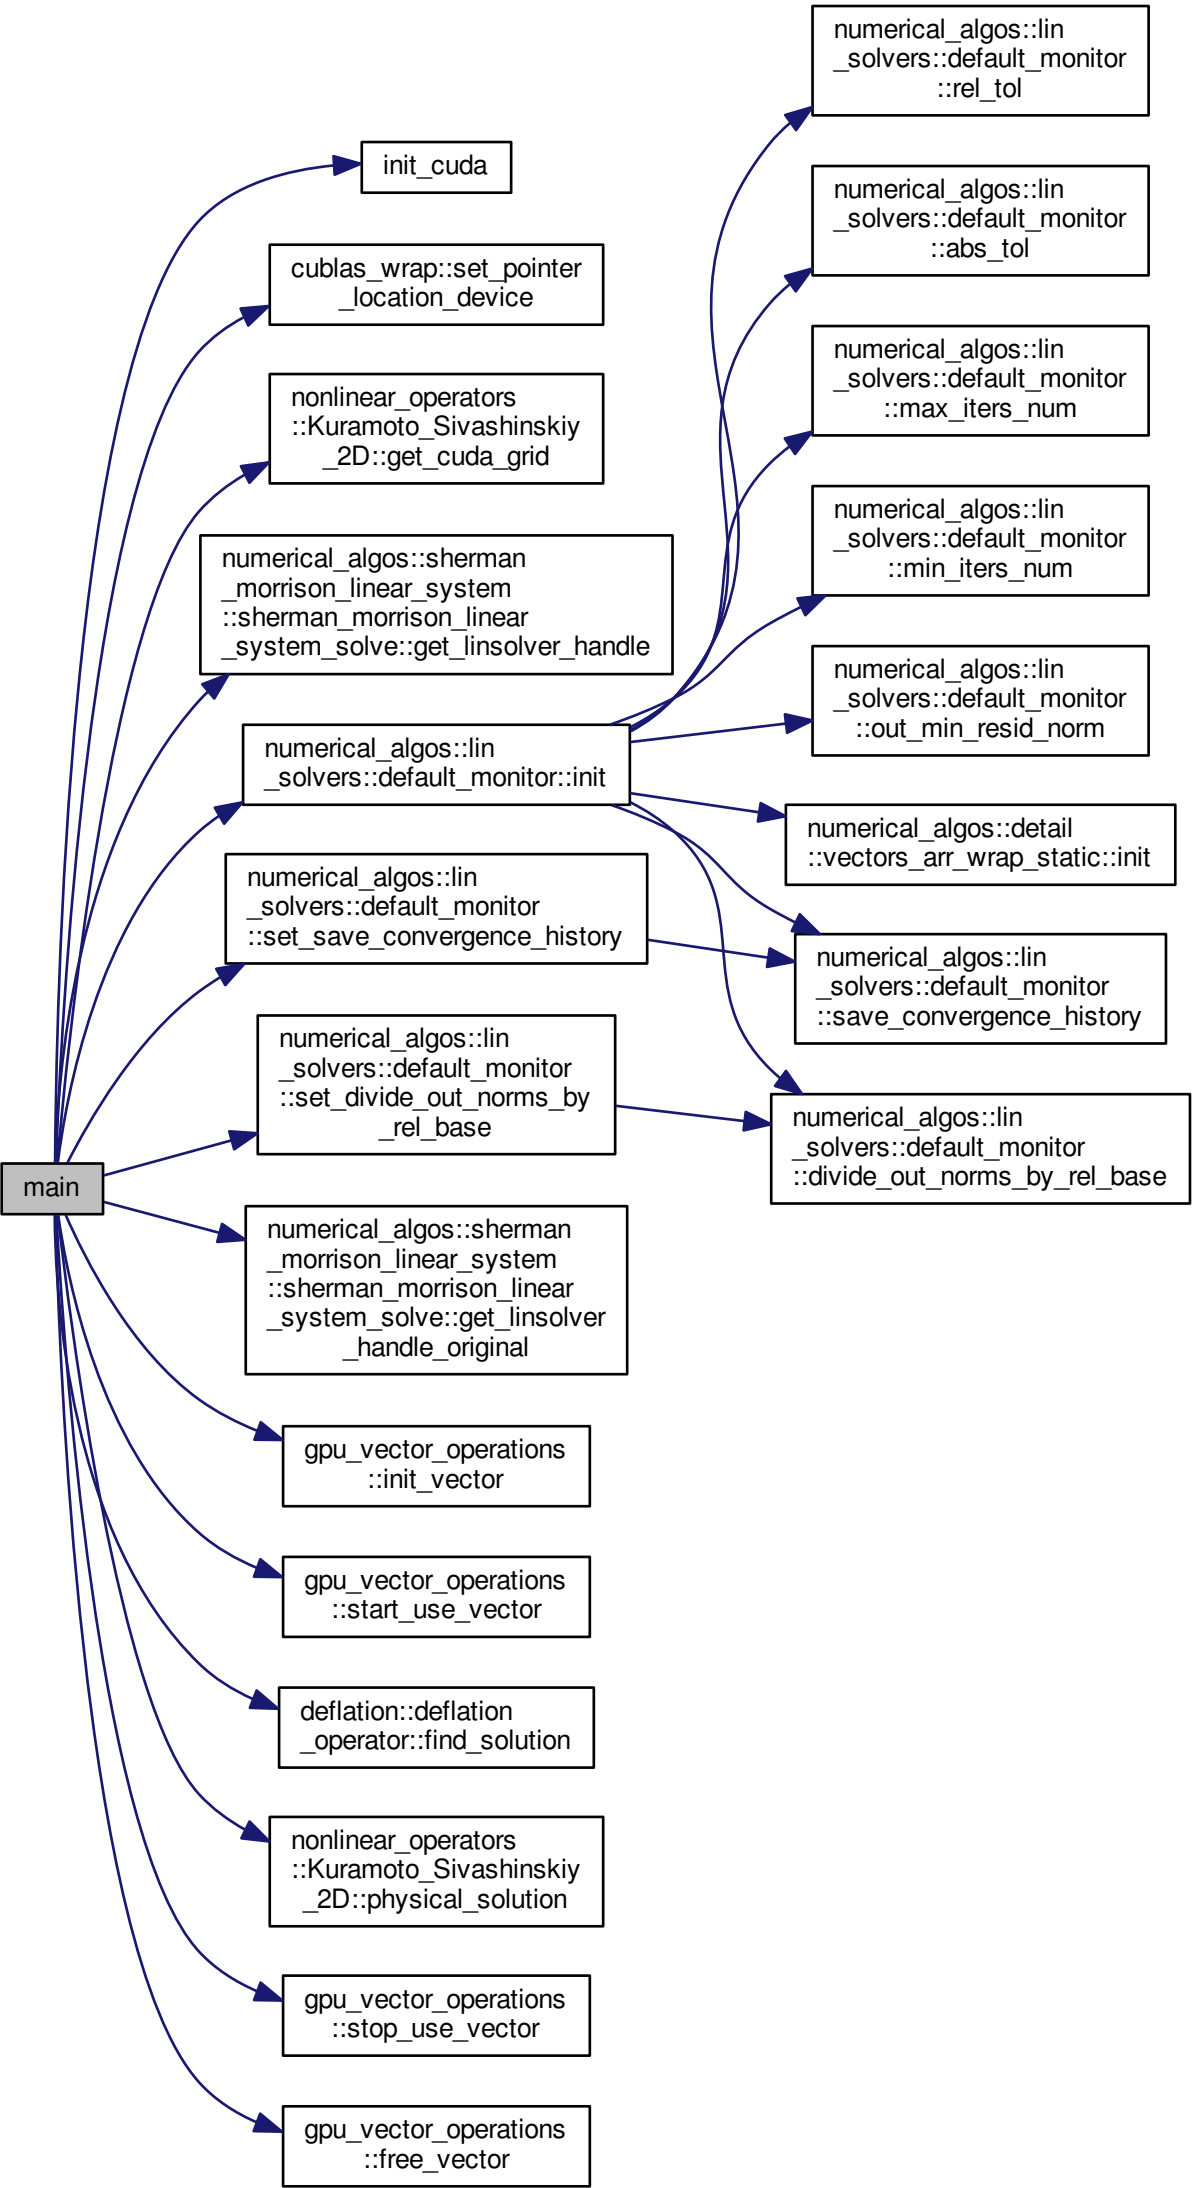 main
init_cuda
cublas_wrap::set_pointer
_location_device
nonlinear_operators
::Kuramoto_Sivashinskiy
_2D::get_cuda_grid
numerical_algos::sherman
_morrison_linear_system
::sherman_morrison_linear
_system_solve::get_linsolver_handle
numerical_algos::lin
_solvers::default_monitor::init
numerical_algos::lin
_solvers::default_monitor
::set_save_convergence_history
numerical_algos::lin
_solvers::default_monitor
::set_divide_out_norms_by
_rel_base
numerical_algos::sherman
_morrison_linear_system
::sherman_morrison_linear
_system_solve::get_linsolver
_handle_original
gpu_vector_operations
::init_vector
gpu_vector_operations
::start_use_vector
deflation::deflation
_operator::find_solution
nonlinear_operators
::Kuramoto_Sivashinskiy
_2D::physical_solution
gpu_vector_operations
::stop_use_vector
gpu_vector_operations
::free_vector
numerical_algos::lin
_solvers::default_monitor
::rel_tol
numerical_algos::lin
_solvers::default_monitor
::abs_tol
numerical_algos::lin
_solvers::default_monitor
::max_iters_num
numerical_algos::lin
_solvers::default_monitor
::min_iters_num
numerical_algos::lin
_solvers::default_monitor
::out_min_resid_norm
numerical_algos::detail
::vectors_arr_wrap_static::init
numerical_algos::lin
_solvers::default_monitor
::save_convergence_history
numerical_algos::lin
_solvers::default_monitor
::divide_out_norms_by_rel_base